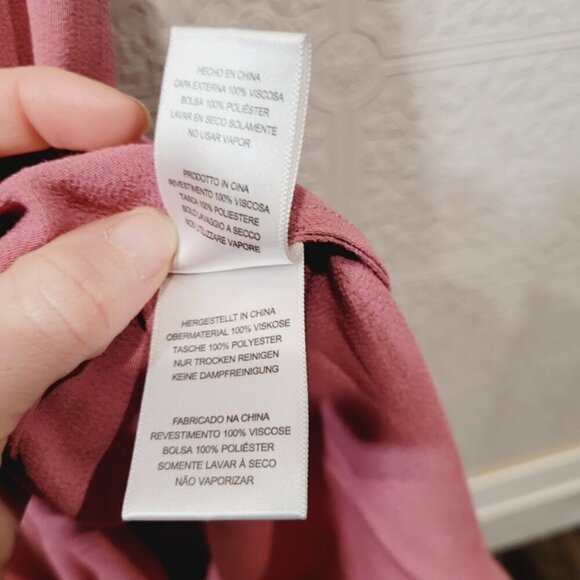 HECHO EN CHINA
CAPA EXTERNA 100% VISCOSA
BOLSA 100% POLIÉSTER
LAVAR EN SECO SOLAMENTE
NO USAR VAPOR
PRODOTTO IN CINA
RIVESTIMENTO 100% VISCOSA
TASCA 100% POLIESTERE
SOLO LAVAGGIO A SECCO
NON UTILIZZARE VAPORE
HERGESTELLT IN CHINA
OBERMATERIAL 100% VISKOSE
TASCHE 100% POLYESTER
NUR TROCKEN REINIGEN
KEINE DAMPFREINIGUNG
FABRICADO NA CHINA
REVESTIMENTO 100% VISCOSE
BOLSA 100% POLIÉSTER
SOMENTE LAVAR À SECO
NÃO VAPORIZAR